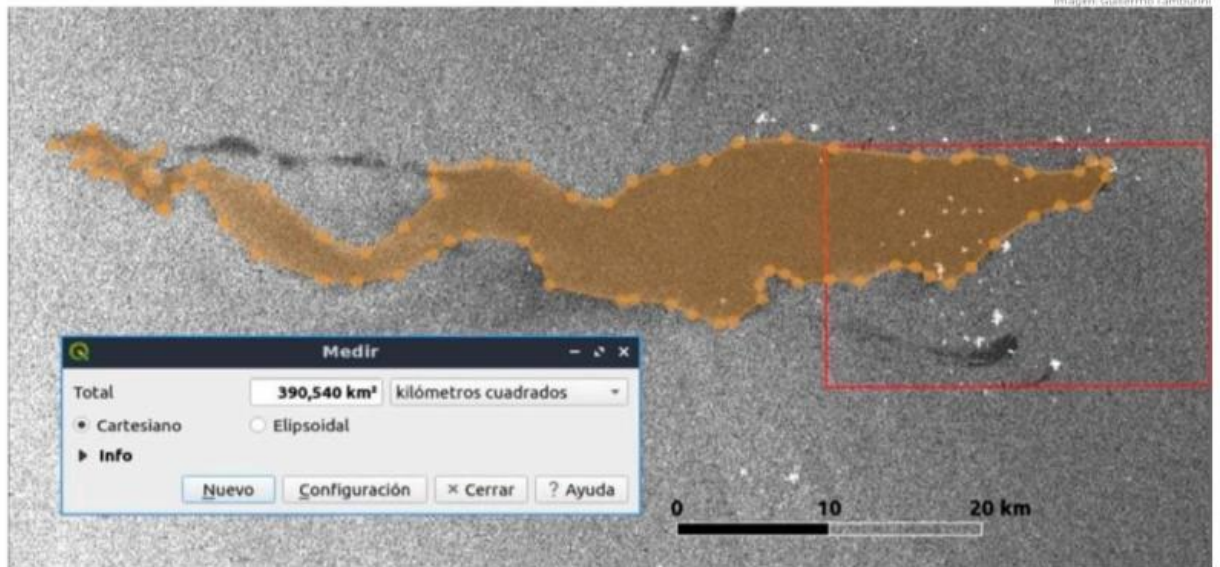 Medir
Total 390,540 km² kilómetros cuadrados
Cartesiano Elipsoidal
Info
Nuevo Configuración × Cerrar ? Ayuda
0 10 20 km